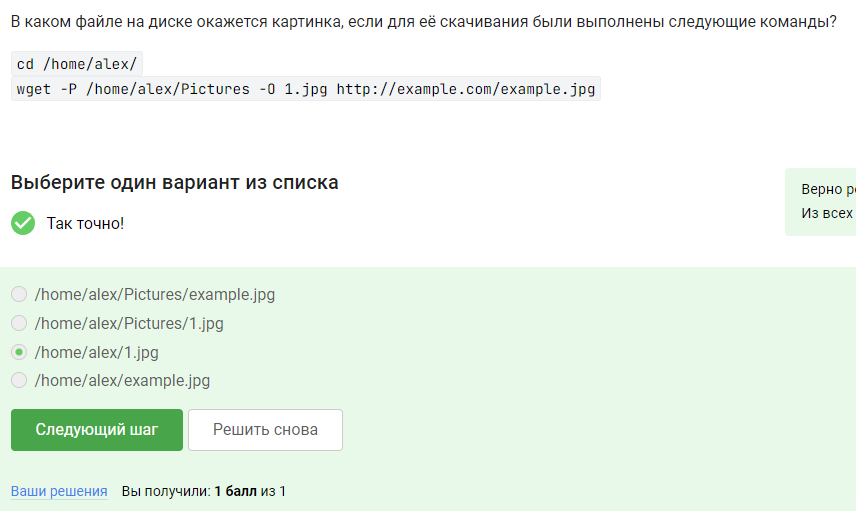 В каком файле на диске окажется картинка, если для её скачивания были выполнены следующие команды?
cd /home/alex/
wget -P /home/alex/Pictures -O 1.jpg http://example.com/example.jpg
Выберите один вариант из списка
Верно
Так точно!
Из всех
/home/alex/Pictures/example.jpg
/home/alex/Pictures/1.jpg
/home/alex/1.jpg
/home/alex/example.jpg
Следующий шаг
Решить снова
Ваши решения Вы получили: 1 балл из 1